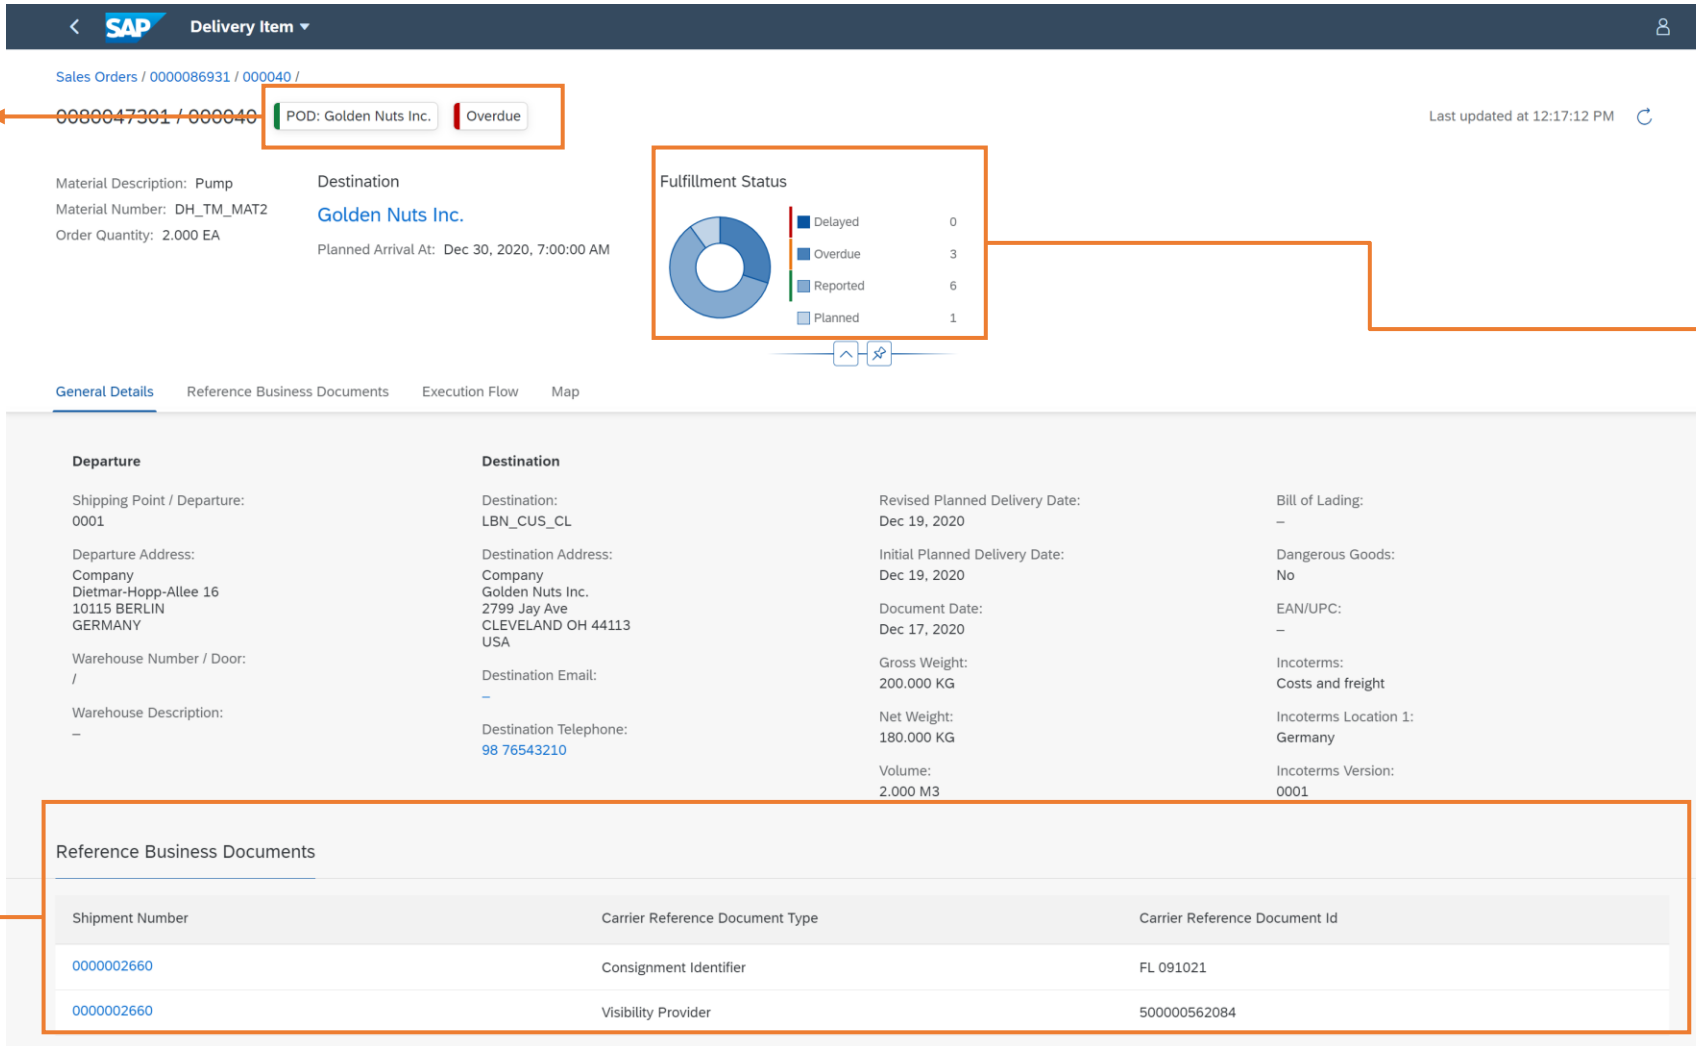 SAP Delivery Item
Sales Orders / 0000086931 / 000040 /
0080047301 / 000040 POD: Golden Nuts Inc. Overdue
Last updated at 12:17:12 PM
Material Description: Pump
Material Number: DH_TM_MAT2
Order Quantity: 2.000 EA
Destination
Golden Nuts Inc.
Planned Arrival At: Dec 30, 2020, 7:00:00 AM
Fulfillment Status
Delayed 0
Overdue 3
Reported 6
Planned 1
General Details Reference Business Documents Execution Flow Map
Departure
Shipping Point / Departure:
0001
Departure Address:
Company
Dietmar-Hopp-Allee 16
10115 BERLIN
GERMANY
Warehouse Number / Door:
/
Warehouse Description:
–
Destination
Destination:
LBN_CUS_CL
Destination Address:
Company
Golden Nuts Inc.
2799 Jay Ave
CLEVELAND OH 44113
USA
Destination Email:
–
Destination Telephone:
98 76543210
Revised Planned Delivery Date:
Dec 19, 2020
Initial Planned Delivery Date:
Dec 19, 2020
Document Date:
Dec 17, 2020
Gross Weight:
200.000 KG
Net Weight:
180.000 KG
Volume:
2.000 M3
Bill of Lading:
–
Dangerous Goods:
No
EAN/UPC:
–
Incoterms:
Costs and freight
Incoterms Location 1:
Germany
Incoterms Version:
0001
Reference Business Documents
Shipment Number Carrier Reference Document Type Carrier Reference Document Id
0000002660 Consignment Identifier FL 091021
0000002660 Visibility Provider 500000562084